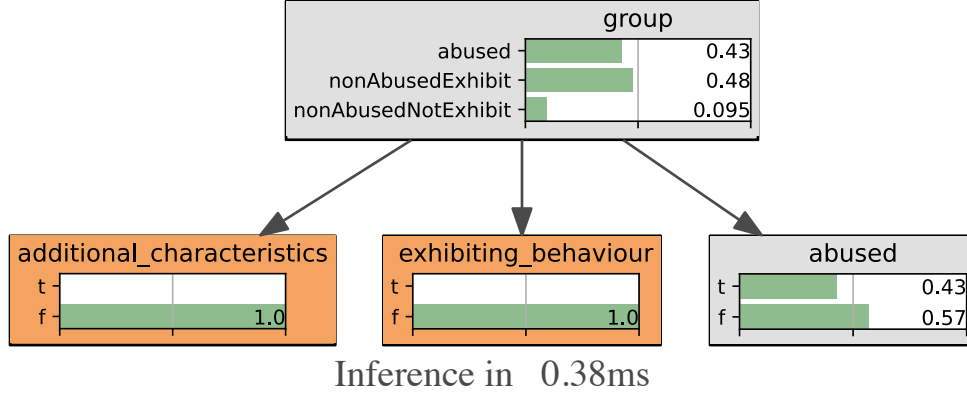 group
abused 0.43
nonAbusedExhibit 0.48
nonAbusedNotExhibit 0.095
additional_characteristics
t
f 1.0
exhibiting_behaviour
t
f 1.0
abused
t 0.43
f 0.57
Inference in 0.38ms